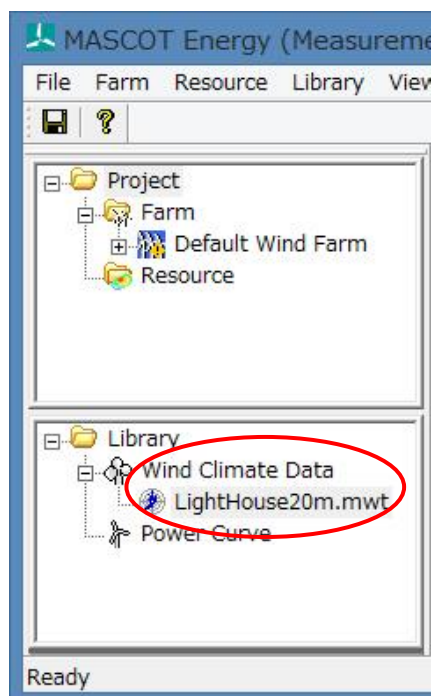 MASCOT Energy (Measureme
File Farm Resource Library View
Project
Farm
Default Wind Farm
Resource
Library
Wind Climate Data
LightHouse20m.mwt
Power Curve
Ready